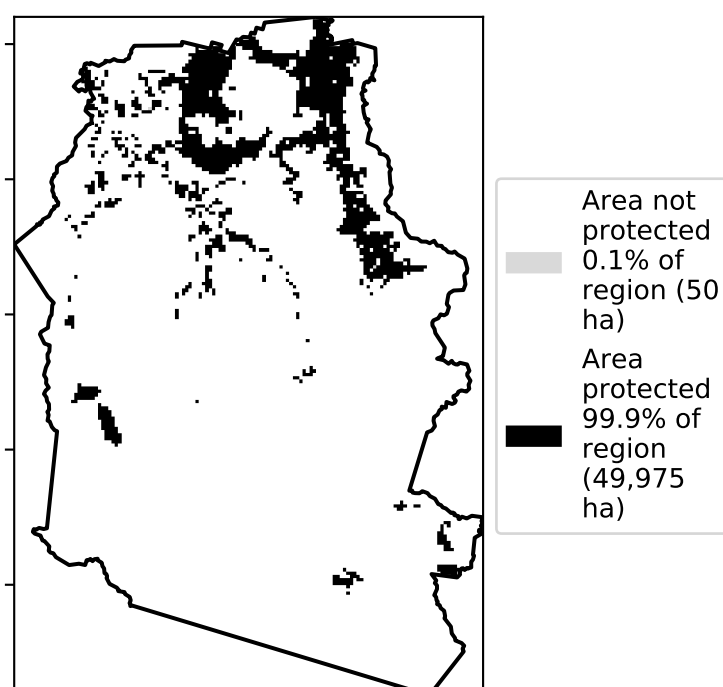 Area not
protected
0.1% of
region (50
ha)
Area
protected
99.9% of
region
(49,975
ha)